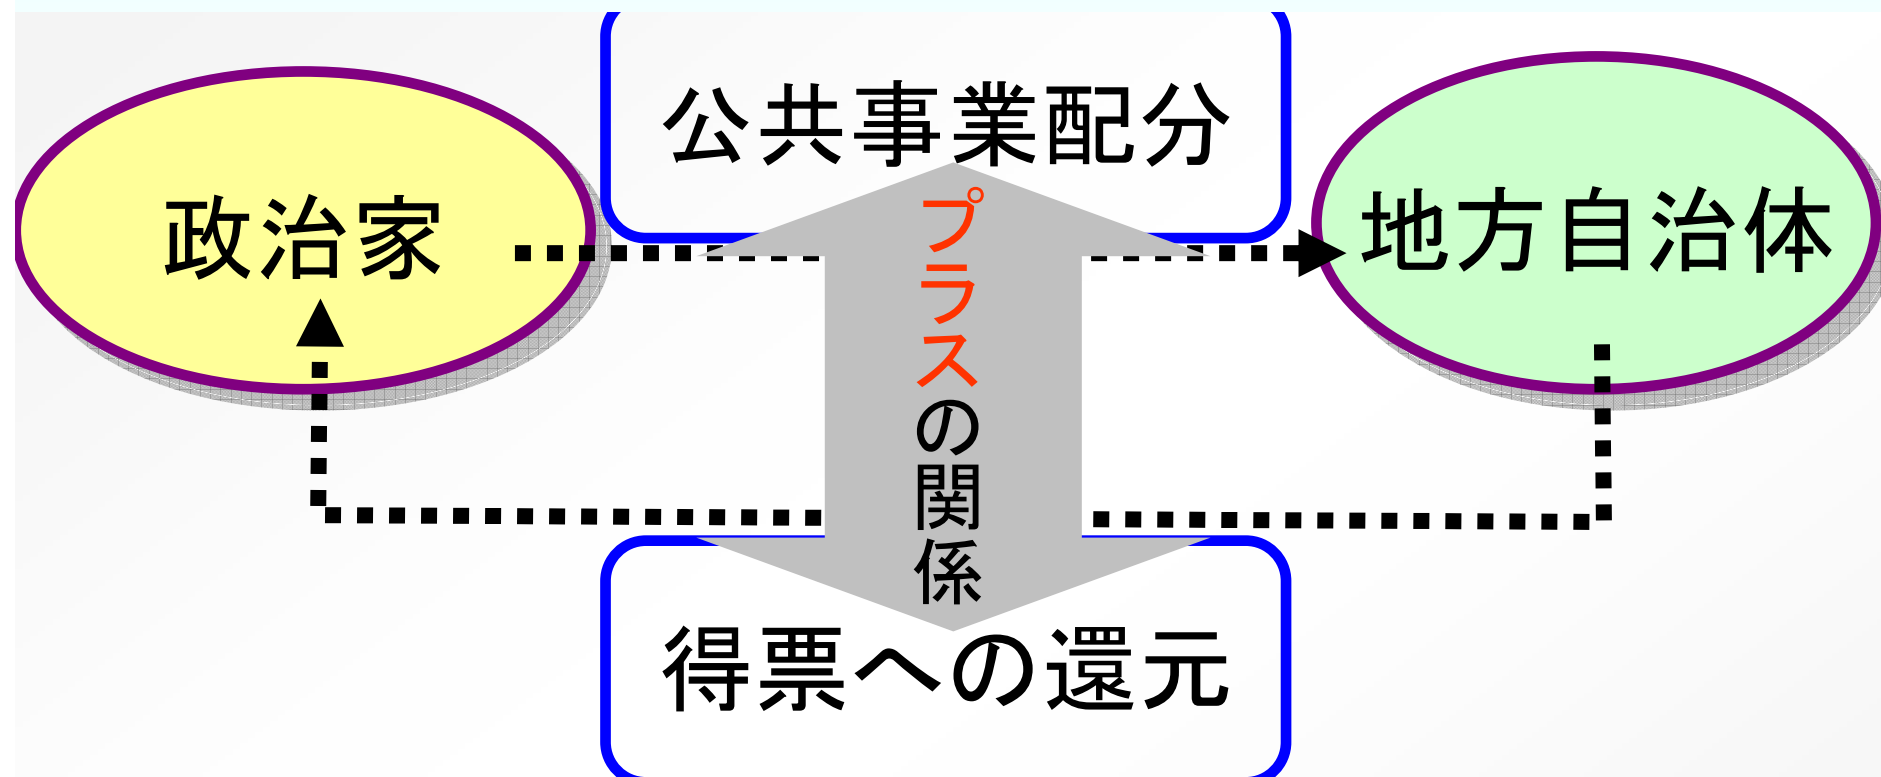 公共事業配分
政治家
地方自治体
プラスの関係
得票への還元